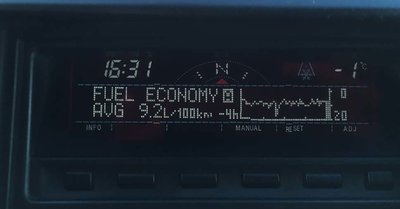 16:31 N -1°C
FUEL ECONOMY 0
AVG 9.2L/100km -4h 20
INFO MANUAL RESET ADJ